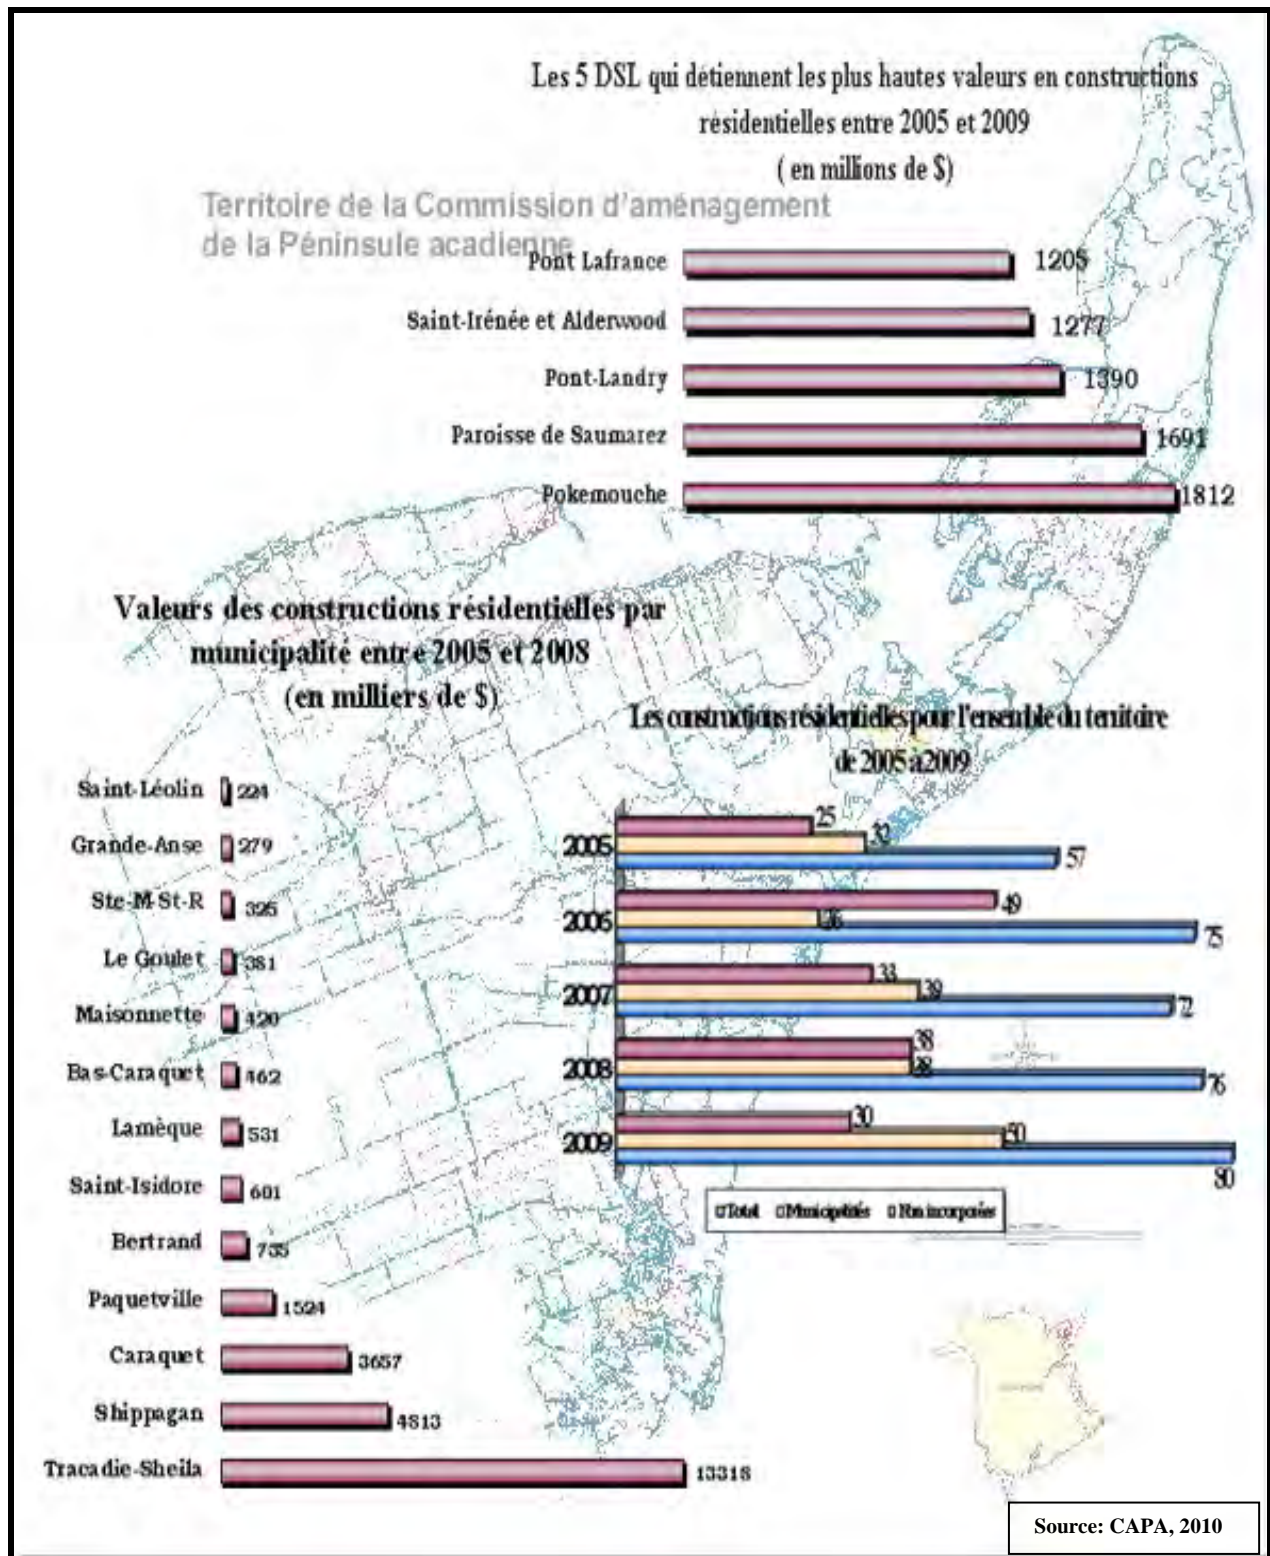 Les 5 DSL qui détiennent les plus hautes valeurs en constructions
résidentielles entre 2005 et 2009
( en millions de $)
Territoire de la Commission d'aménagement
de la Péninsule acadienne
Pont Lafrance 1205
Saint-Irénée et Alderwood 1277
Pont-Landry 1390
Paroisse de Saumarez 1691
Pokemouche 1812
Valeurs des constructions résidentielles par
municipalité entre 2005 et 2008
(en milliers de $)
Saint-Léolin 224
Grande-Anse 279
Ste-M-St-R 325
Le Goulet 381
Maisonnette 420
Bas-Caraquet 462
Lamèque 531
Saint-Isidore 601
Bertrand 735
Paquetville 1524
Caraquet 3657
Shippagan 4813
Tracadie-Sheila 13318
Les constructions résidentielles pour l'ensemble du territoire
de 2005 à 2009
25
2005 32
57
49
2006 26
75
33
2007 39
72
38
2008 38
76
30
2009 50
80
Total Municipalités Non incorporées
Source: CAPA, 2010